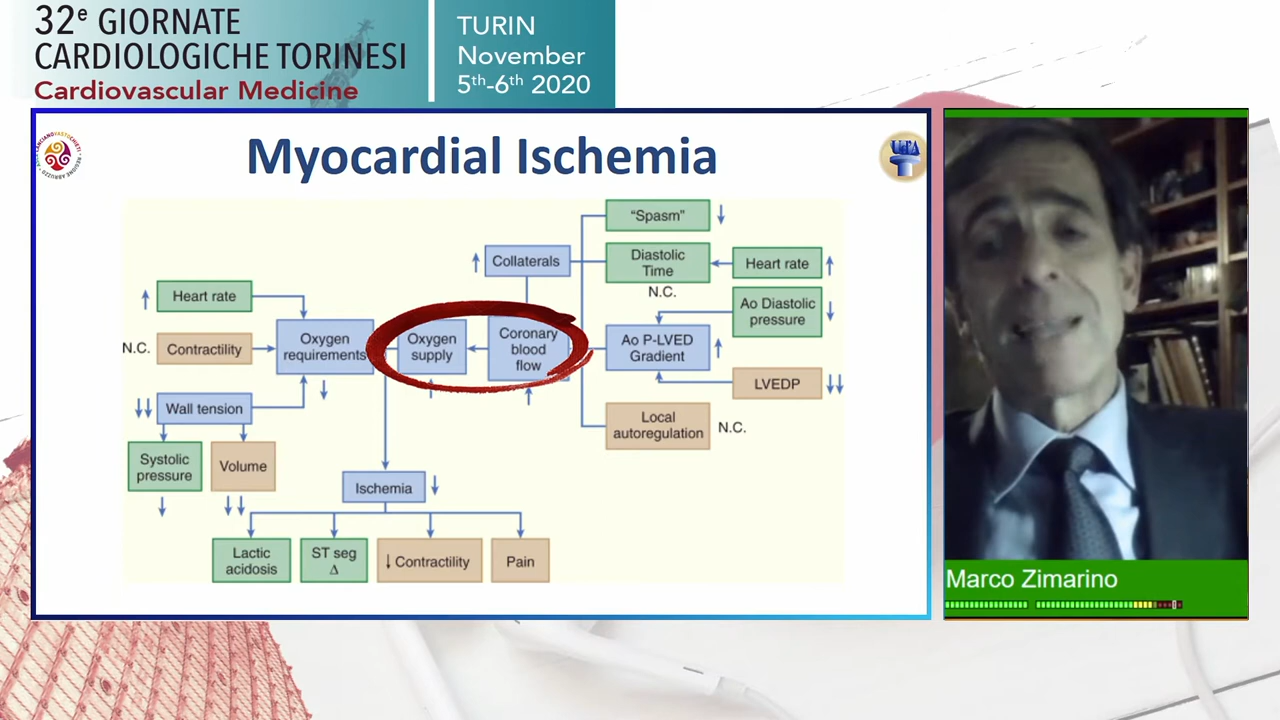 32e GIORNATE
CARDIOLOGICHE TORINESI
Cardiovascular Medicine
TURIN
November
5th-6th 2020
Myocardial Ischemia
UFA
"Spasm" ↓
↑ Collaterals
Diastolic
Time
Heart rate ↑
N.C.
Ao Diastolic
pressure ↓
↑ Heart rate
N.C. Contractility
Oxygen
requirements
↓
Oxygen
supply
↑
Coronary
blood
flow
↑
Ao P-LVED
Gradient ↑
LVEDP ↓↓
↓↓ Wall tension
Local
autoregulation N.C.
Systolic
pressure
↓
Volume
↓↓
Ischemia ↓
Lactic
acidosis
ST seg
Δ
↓ Contractility
Pain
Marco Zimarino